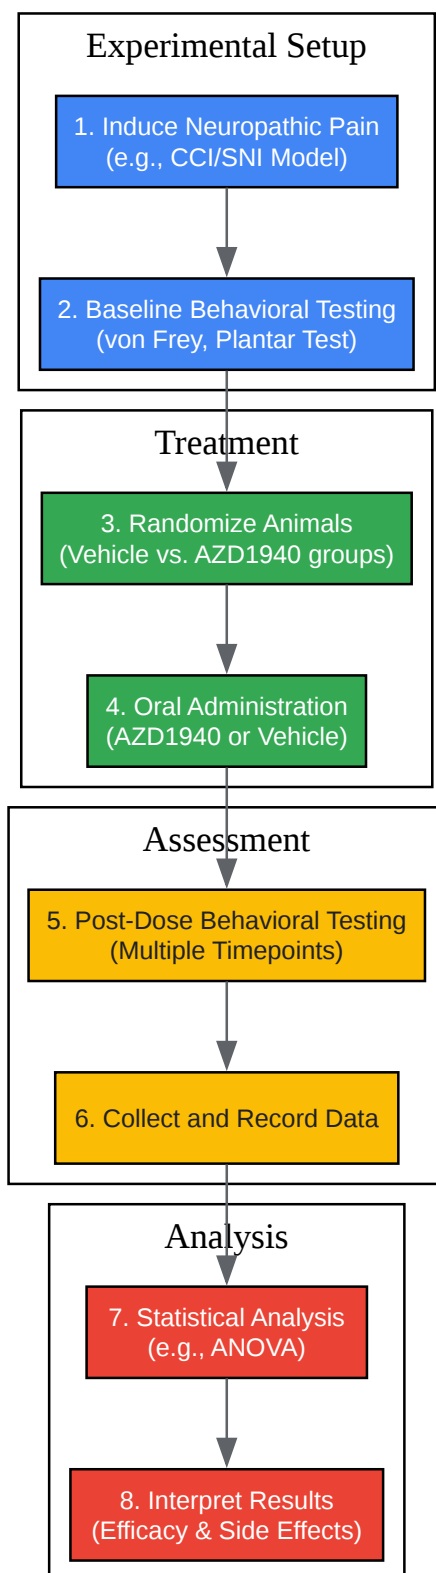 Experimental Setup
1. Induce Neuropathic Pain
(e.g., CCI/SNI Model)
2. Baseline Behavioral Testing
(von Frey, Plantar Test)
Treatment
3. Randomize Animals
(Vehicle vs. AZD1940 groups)
4. Oral Administration
(AZD1940 or Vehicle)
Assessment
5. Post-Dose Behavioral Testing
(Multiple Timepoints)
6. Collect and Record Data
Analysis
7. Statistical Analysis
(e.g., ANOVA)
8. Interpret Results
(Efficacy & Side Effects)